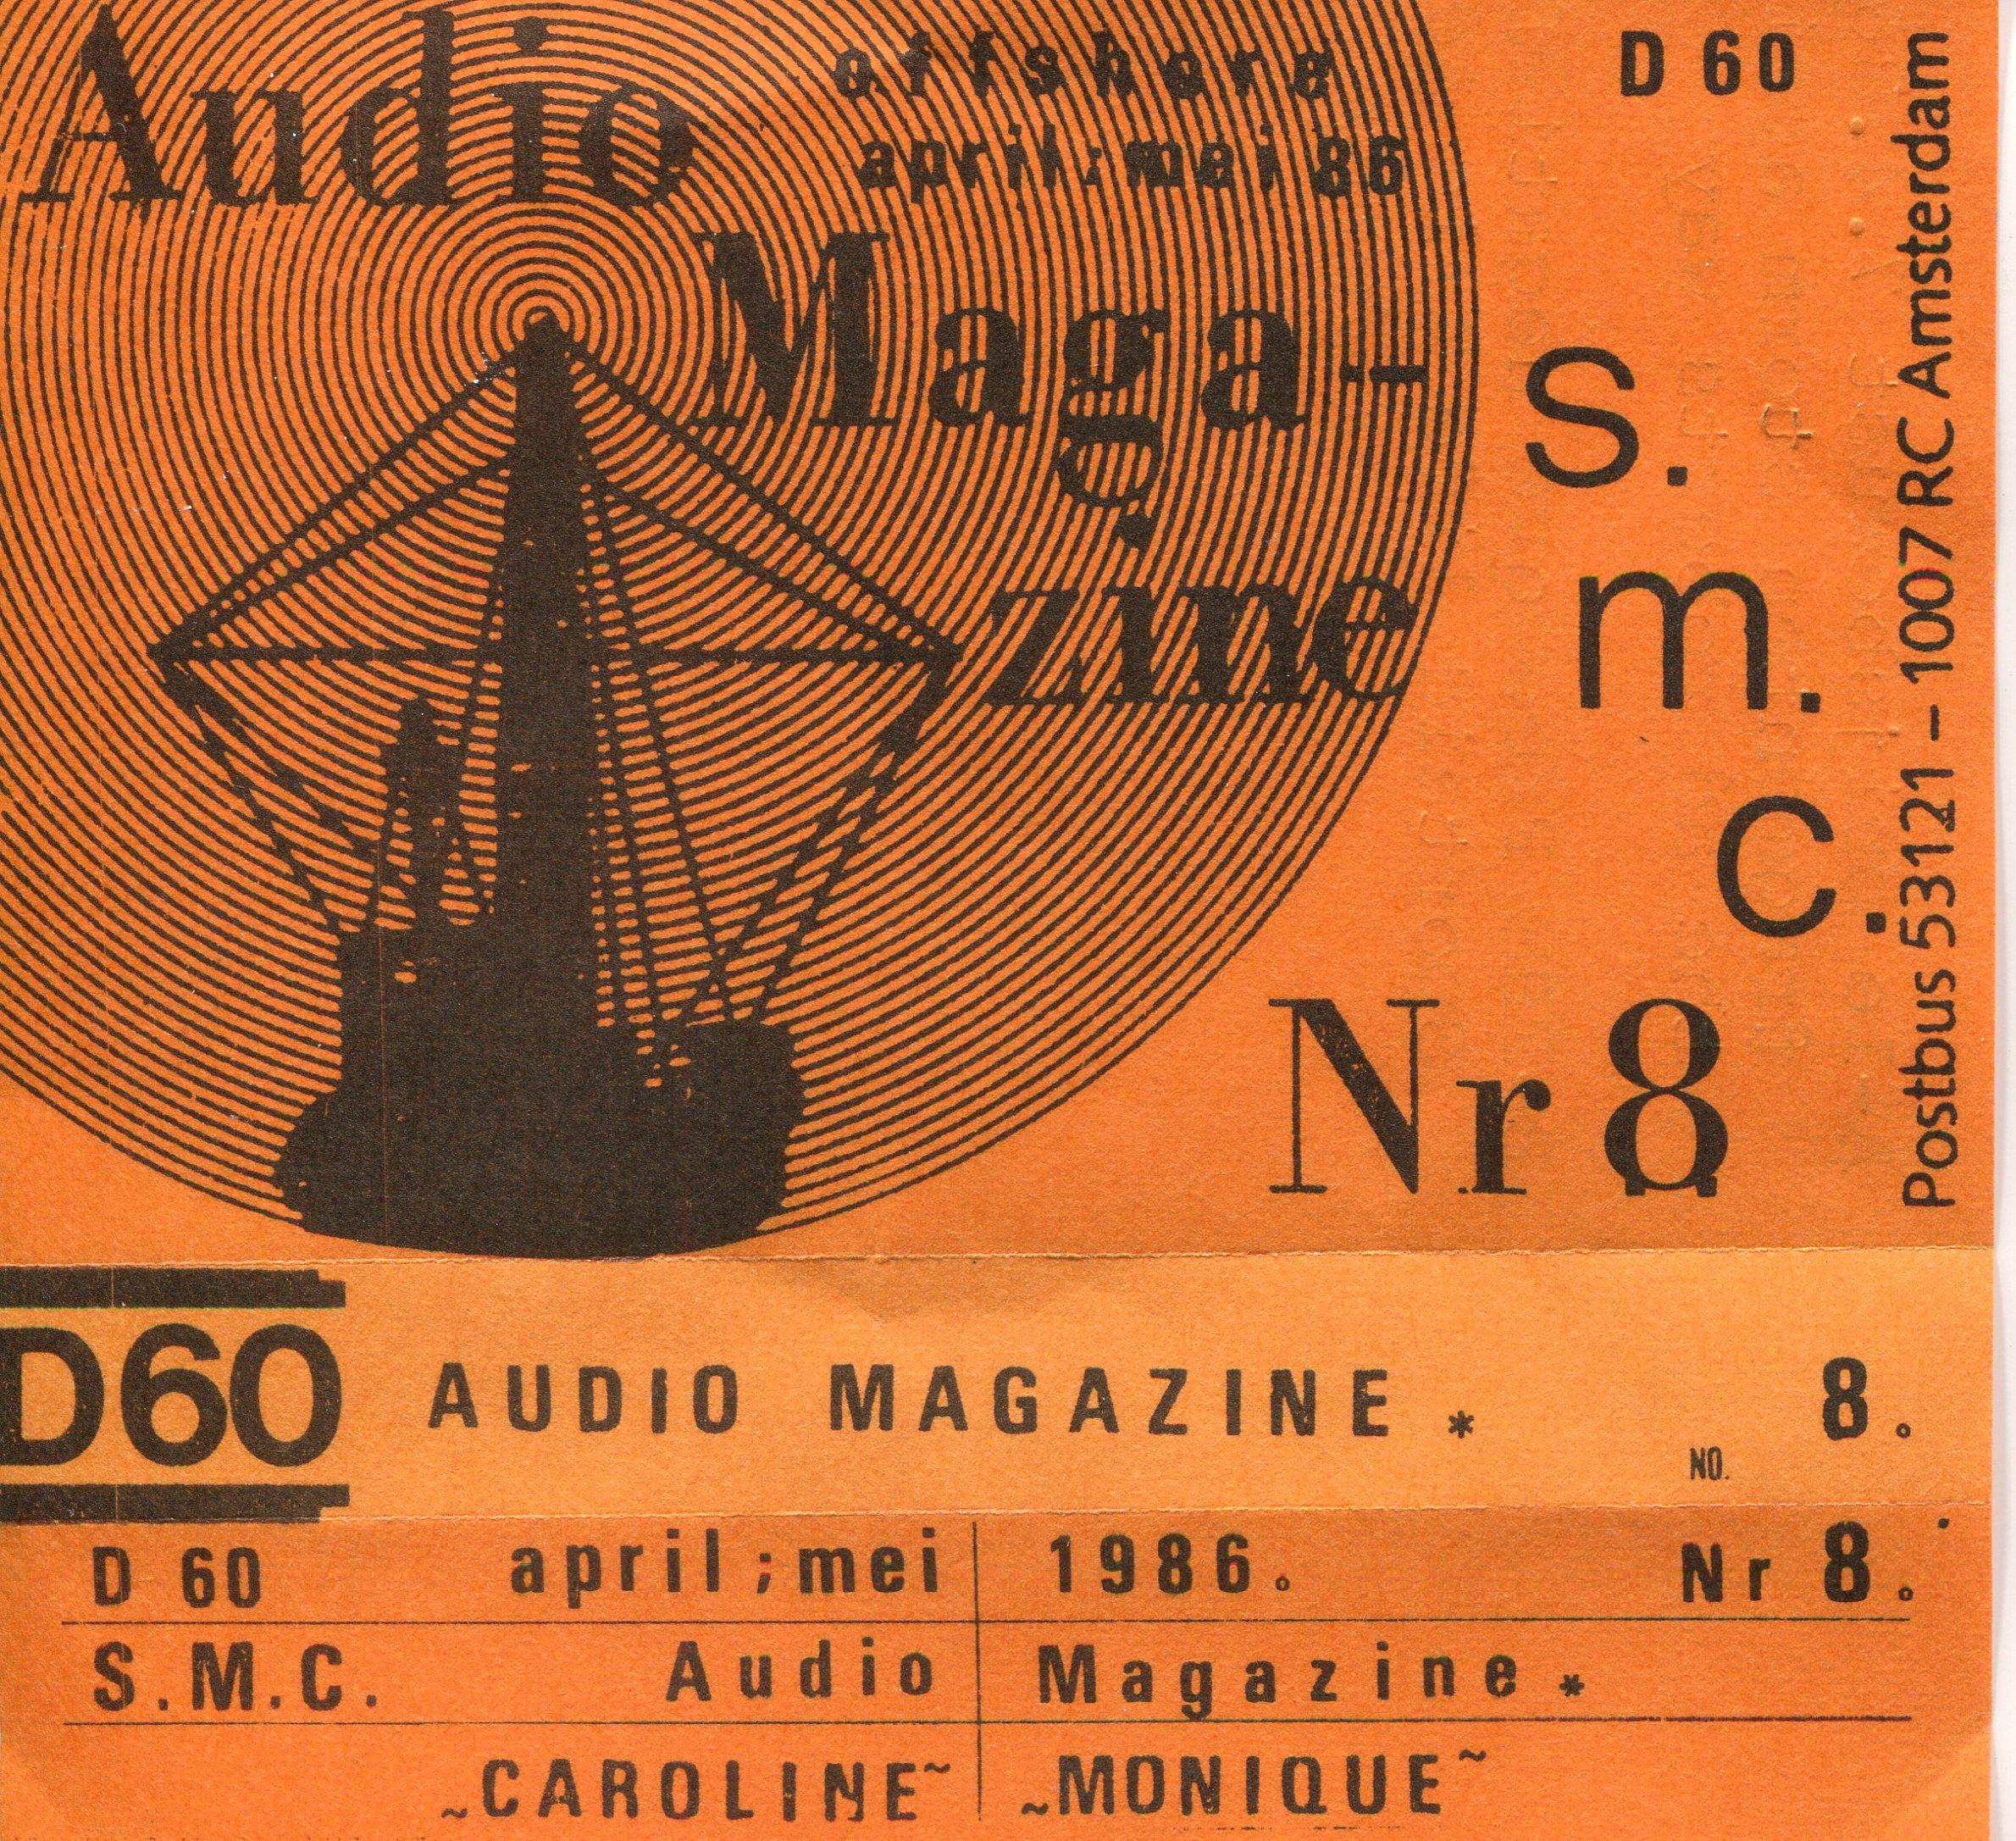 Audio
offshore
april;mei 86
D 60
Maga-
zine
S.
m.
c.
Nr 8
Postbus 53121 - 1007 RC Amsterdam
D60 AUDIO MAGAZINE * NO. 8.
D 60 april;mei 1986. Nr 8.
S.M.C. Audio Magazine *
~CAROLINE~ ~MONIQUE~